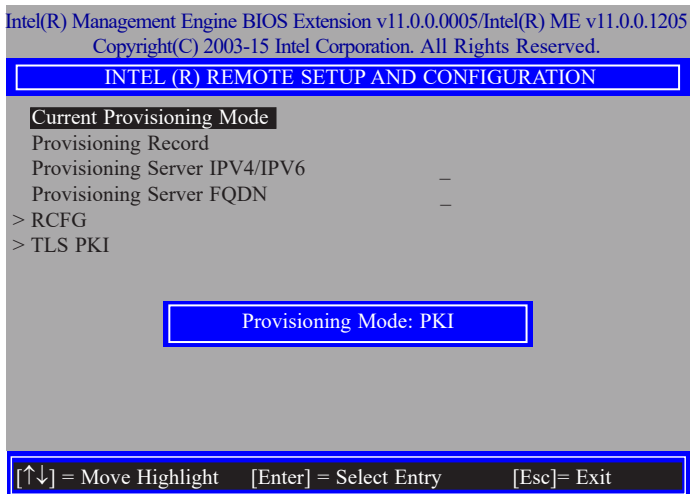 Intel(R) Management Engine BIOS Extension v11.0.0.0005/Intel(R) ME v11.0.0.1205
Copyright(C) 2003-15 Intel Corporation. All Rights Reserved.
INTEL (R) REMOTE SETUP AND CONFIGURATION
Current Provisioning Mode
Provisioning Record
Provisioning Server IPV4/IPV6 _
Provisioning Server FQDN _
> RCFG
> TLS PKI
Provisioning Mode: PKI
[↑↓] = Move Highlight [Enter] = Select Entry [Esc]= Exit